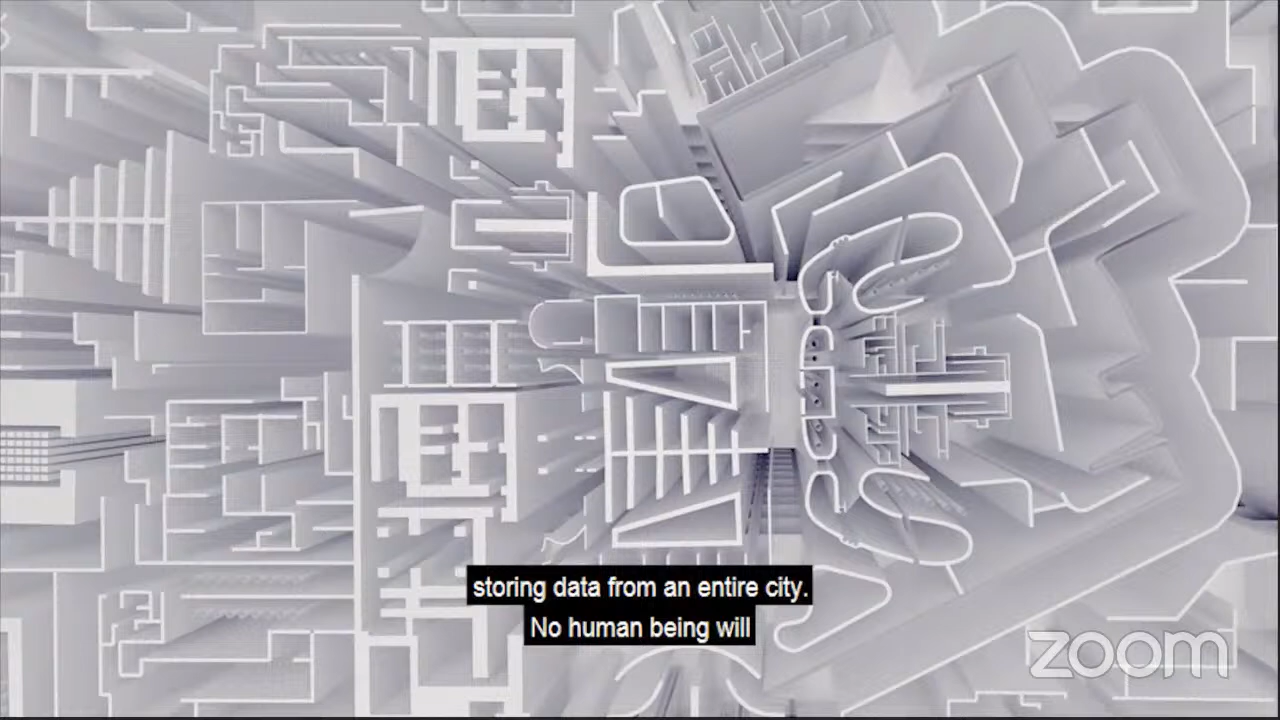 storing data from an entire city.
No human being will
zoom